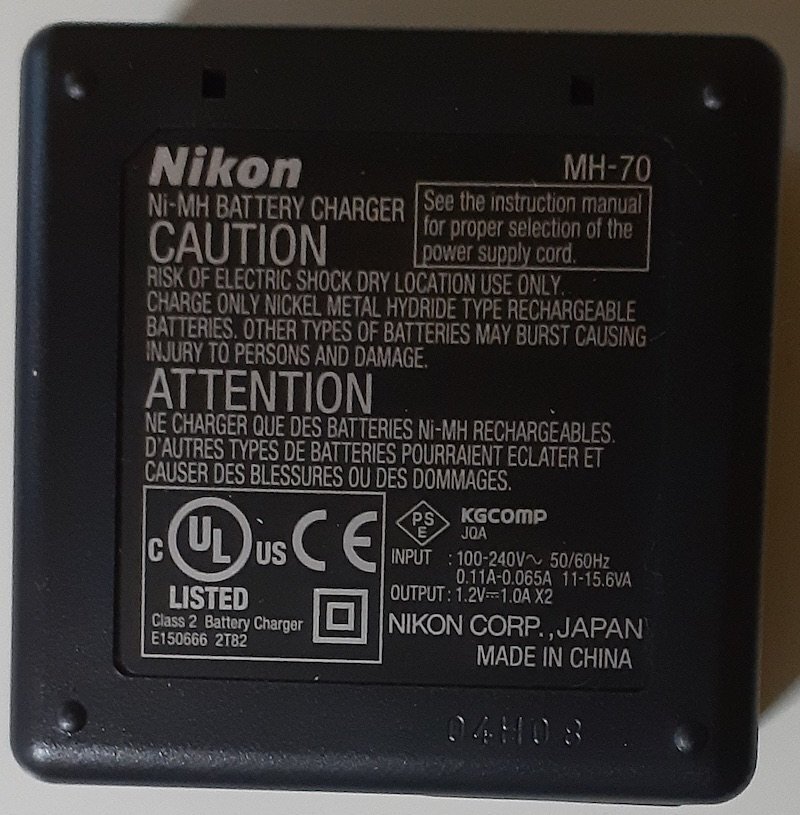 Nikon
MH-70
Ni-MH BATTERY CHARGER
See the instruction manual
for proper selection of the
power supply cord.
CAUTION
RISK OF ELECTRIC SHOCK DRY LOCATION USE ONLY.
CHARGE ONLY NICKEL METAL HYDRIDE TYPE RECHARGEABLE
BATTERIES. OTHER TYPES OF BATTERIES MAY BURST CAUSING
INJURY TO PERSONS AND DAMAGE.
ATTENTION
NE CHARGER QUE DES BATTERIES Ni-MH RECHARGEABLES.
D'AUTRES TYPES DE BATTERIES POURRAIENT ECLATER ET
CAUSER DES BLESSURES OU DES DOMMAGES.
C UL US CE
LISTED
Class 2 Battery Charger
E150666 2T82
PS
E
KGCOMP
JQA
INPUT : 100-240V~ 50/60Hz
0.11A-0.065A 11-15.6VA
OUTPUT : 1.2V⎓1.0A X2
NIKON CORP., JAPAN
MADE IN CHINA
04H08